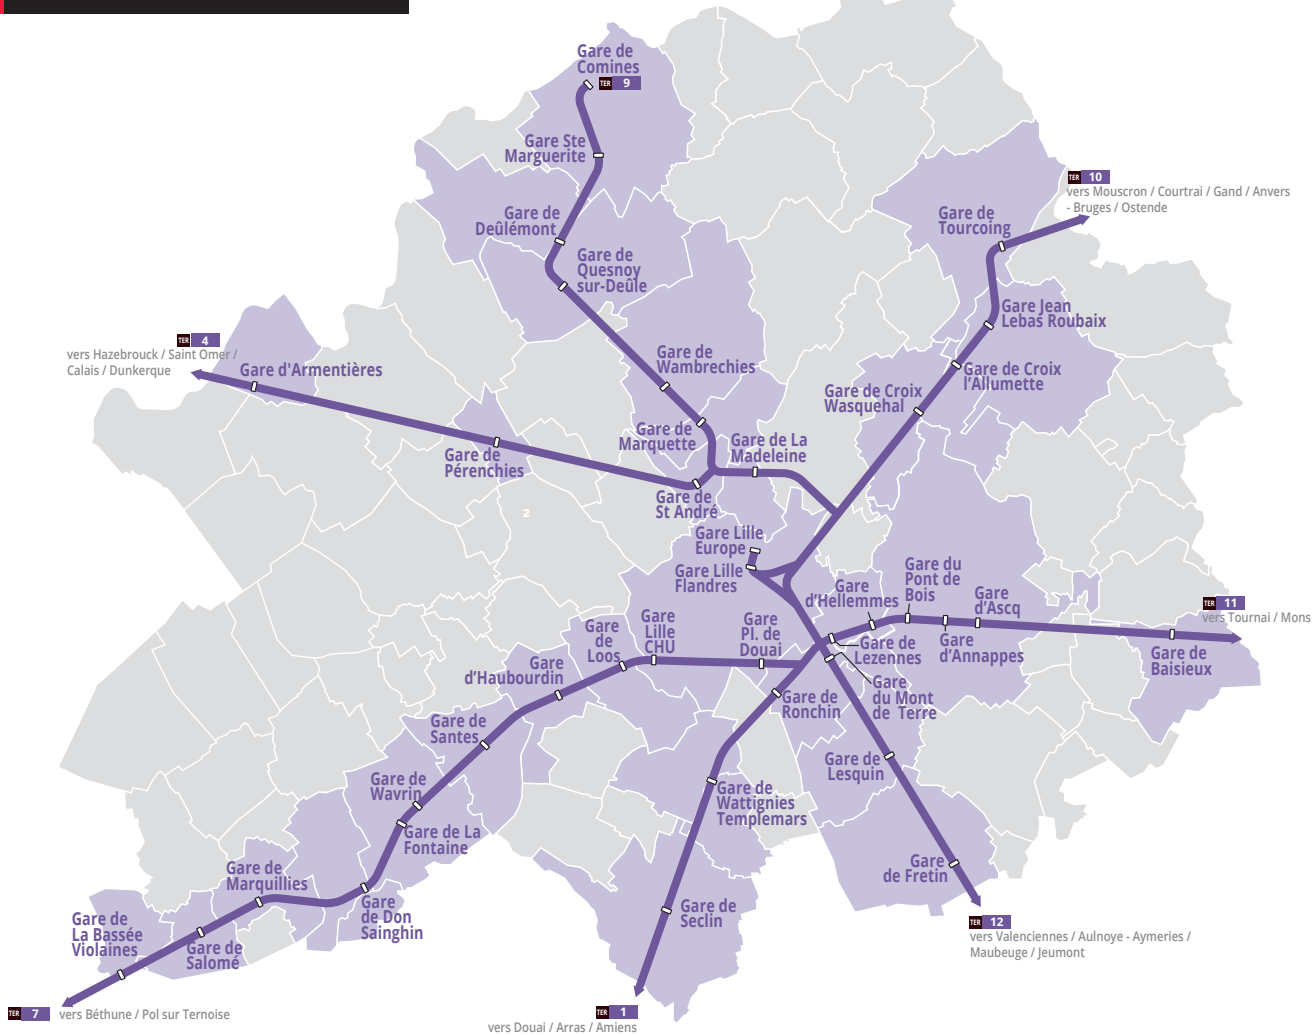 Gare de
Comines
TER 9
Gare Ste
Marguerite
Gare de
Deûlémont
Gare de
Quesnoy
sur-Deûle
TER 10
vers Mouscron / Courtrai / Gand / Anvers
- Bruges / Ostende
Gare de
Tourcoing
Gare Jean
Lebas Roubaix
TER 4
vers Hazebrouck / Saint Omer /
Calais / Dunkerque
Gare d'Armentières
Gare de
Wambrechies
Gare de Croix
l'Allumette
Gare de Croix
Wasquehal
Gare de
Marquette
Gare de La
Madeleine
Gare de
Pérenchies
Gare de
St André
2
Gare Lille
Europe
Gare Lille
Flandres
Gare
d’Hellemmes
Gare du
Pont de
Bois
Gare
d’Ascq
TER 11
vers Tournai / Mons
Gare
d’Annappes
Gare de
Baisieux
Gare de
Lezennes
Gare
du Mont
de Terre
Gare
Pl. de
Douai
Gare
Lille
CHU
Gare
de
Loos
Gare
d’Haubourdin
Gare de
Ronchin
Gare de
Santes
Gare de
Lesquin
Gare de
Wavrin
Gare de
Wattignies
Templemars
Gare de La
Fontaine
Gare
de Fretin
Gare de
Marquillies
Gare
de Don
Sainghin
Gare de
Seclin
Gare de
La Bassée
Violaines
Gare de
Salomé
TER 12
vers Valenciennes / Aulnoye - Aymeries /
Maubeuge / Jeumont
TER 7
vers Béthune / Pol sur Ternoise
TER 1
vers Douai / Arras / Amiens